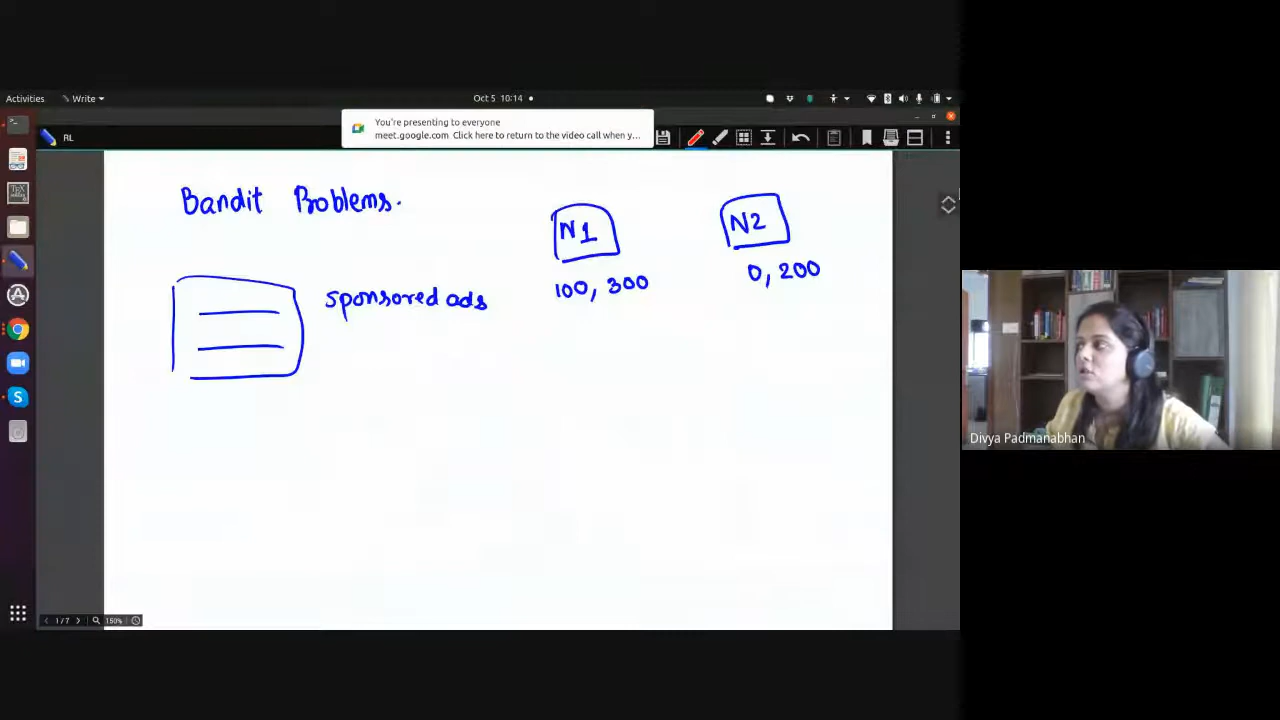 Activities
Write
Oct 5 10:14
You're presenting to everyone
meet.google.com Click here to return to the video call when y...
RL
Bandit Problems.
N1
N2
100, 300
0, 200
sponsored ads
Divya Padmanabhan
1/7
150%